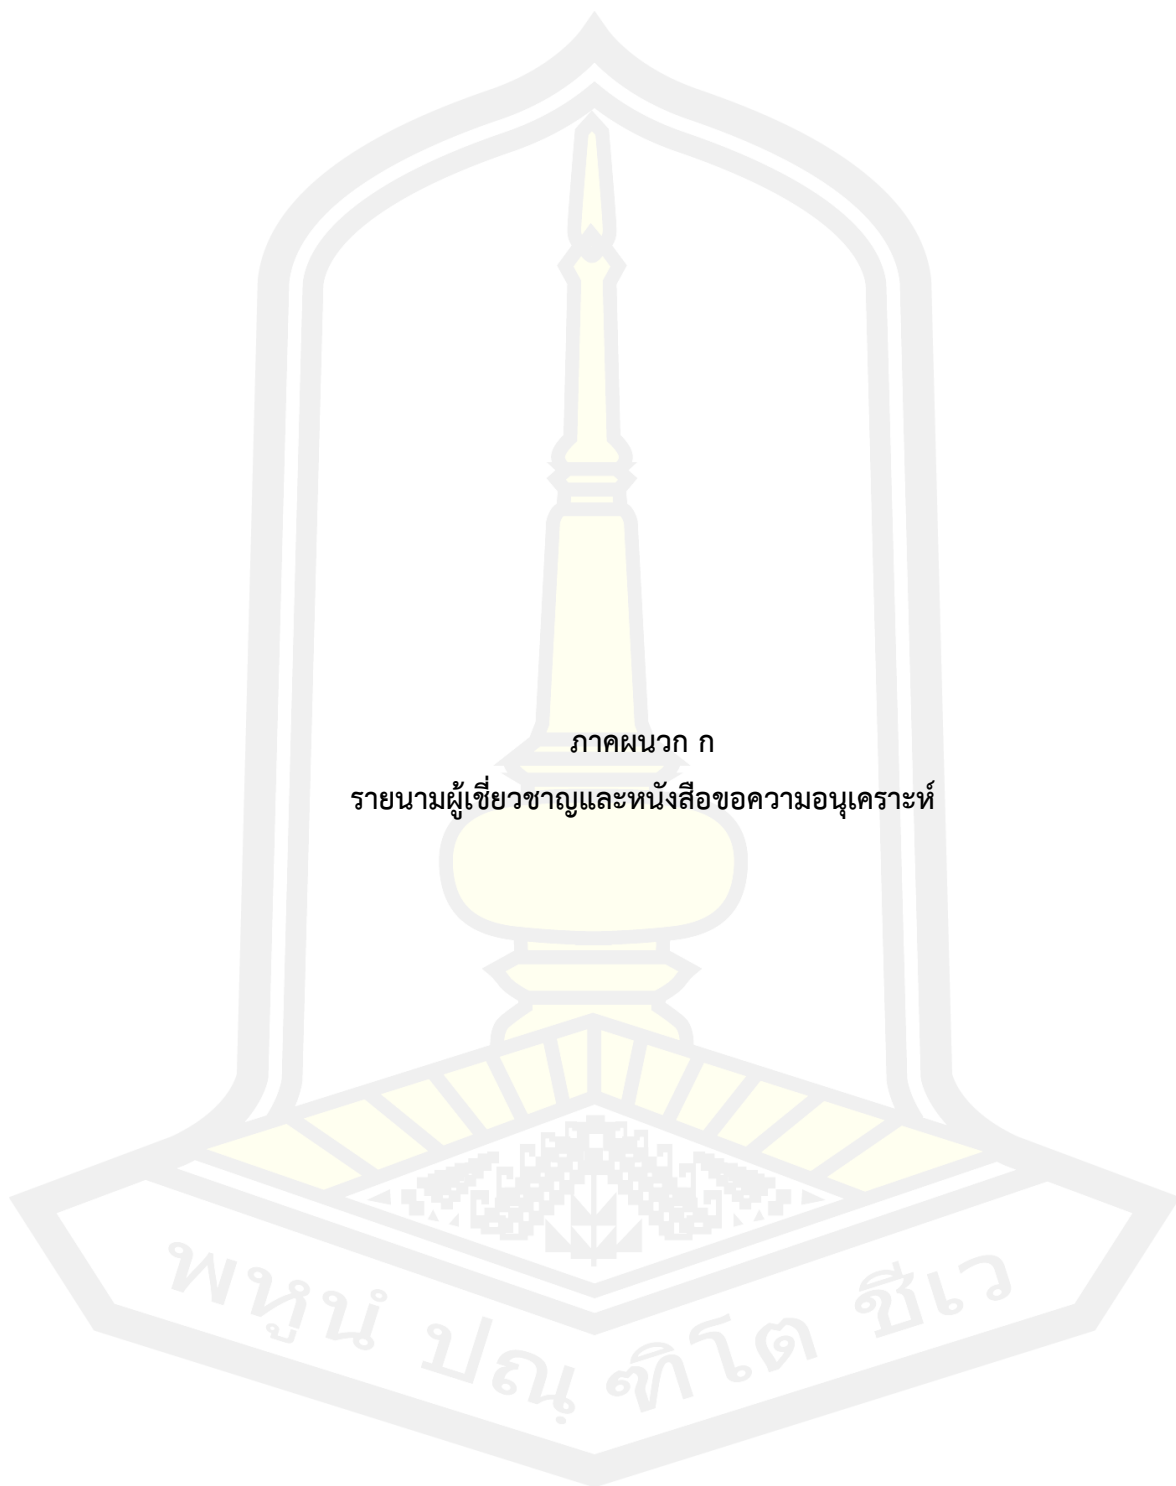 ภาคผนวก ก
รายนามผู้เชี่ยวชาญและหนังสือขอความอนุเคราะห์
พหูนํ ปณฺฑิโต ชีเว